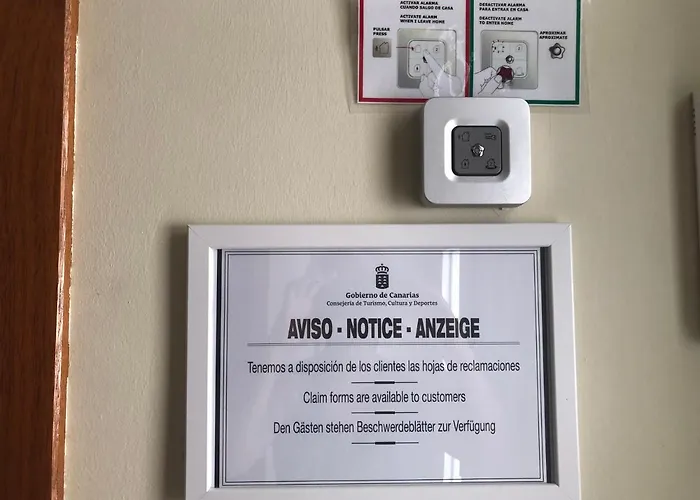 ACTIVAR ALARMA
CUANDO SALGO DE CASA
ACTIVATE ALARM
WHEN I LEAVE HOME
PULSAR
PRESS
DESACTIVAR ALARMA
PARA ENTRAR EN CASA
DEACTIVATE ALARM
TO ENTER HOME
APROXIMAR
APROXIMATE
Gobierno de Canarias
Consejería de Turismo, Cultura y Deportes
AVISO - NOTICE - ANZEIGE
Tenemos a disposición de los clientes las hojas de reclamaciones
Claim forms are available to customers
Den Gästen stehen Beschwerdeblätter zur Verfügung